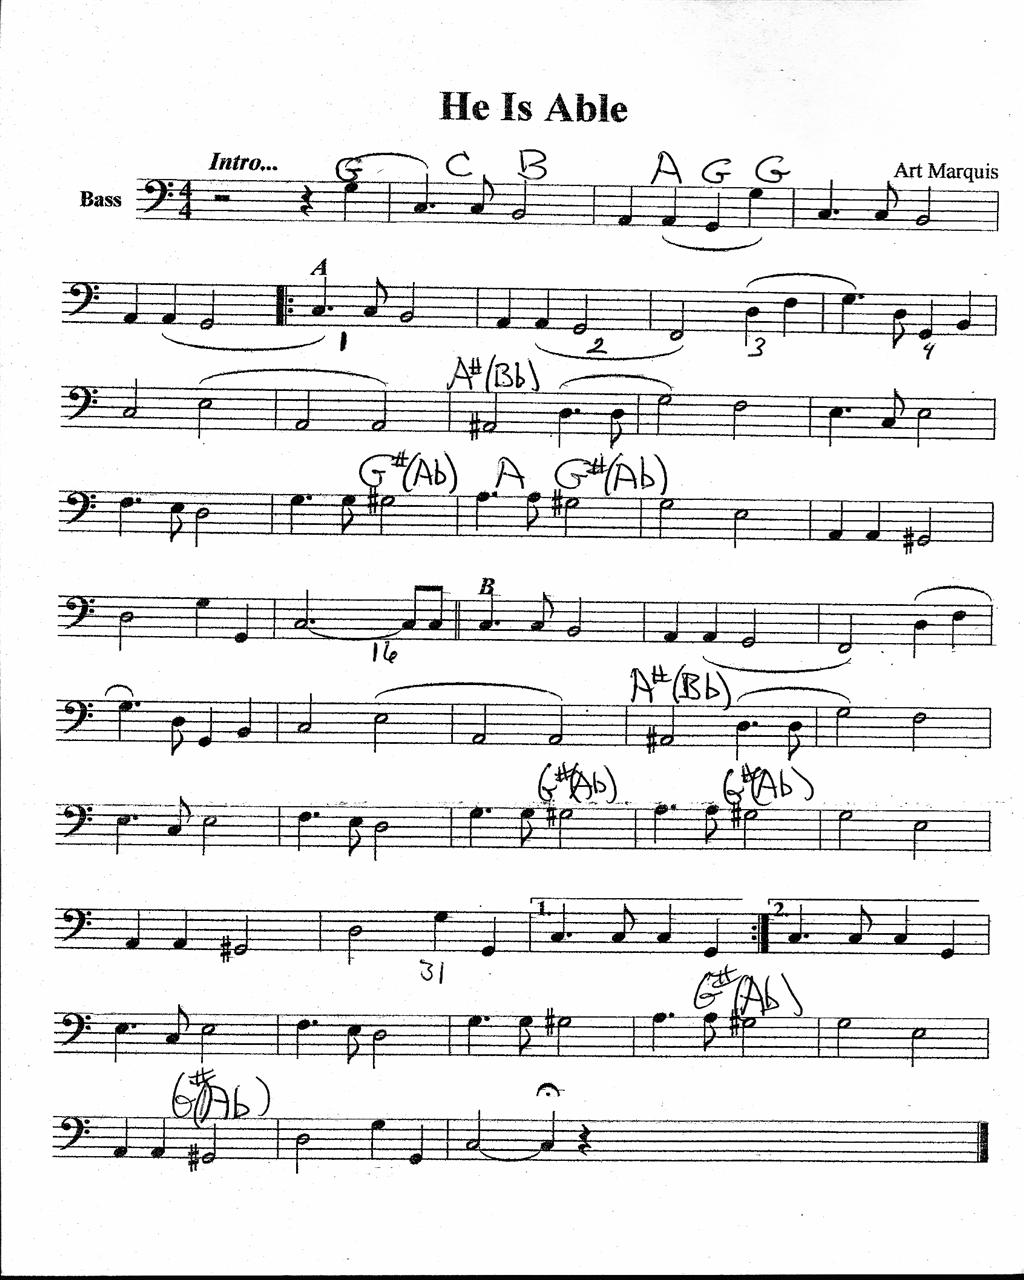 He Is Able
Intro...
G C B A G G
Art Marquis
Bass
4
4
A
1 2 3 4
A#(Bb)
G#(Ab) A G#(Ab)
B
16
A#(Bb)
G#(Ab) G#(Ab)
1. 2.
31
G#(Ab)
G#(Ab)